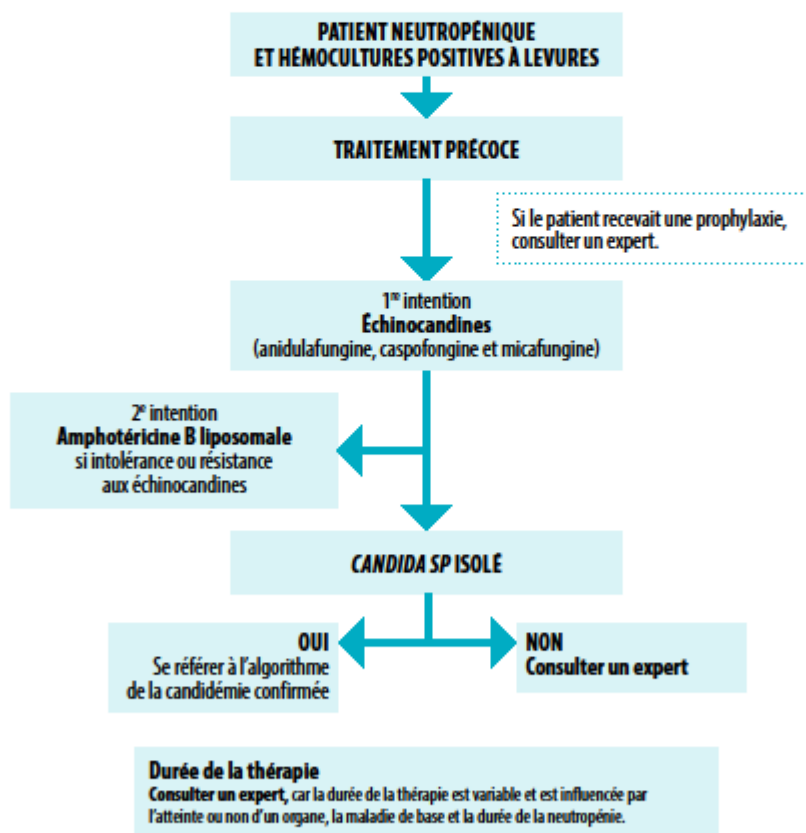 PATIENT NEUTROPÉNIQUE
ET HÉMOCULTURES POSITIVES À LEVURES
TRAITEMENT PRÉCOCE
Si le patient recevait une prophylaxie,
consulter un expert.
1re intention
Échinocandines
(anidulafungine, caspofongine et micafungine)
2e intention
Amphotéricine B liposomale
si intolérance ou résistance
aux échinocandines
CANDIDA SP ISOLÉ
OUI
Se référer à l'algorithme
de la candidémie confirmée
NON
Consulter un expert
Durée de la thérapie
Consulter un expert, car la durée de la thérapie est variable et est influencée par
l'atteinte ou non d'un organe, la maladie de base et la durée de la neutropénie.